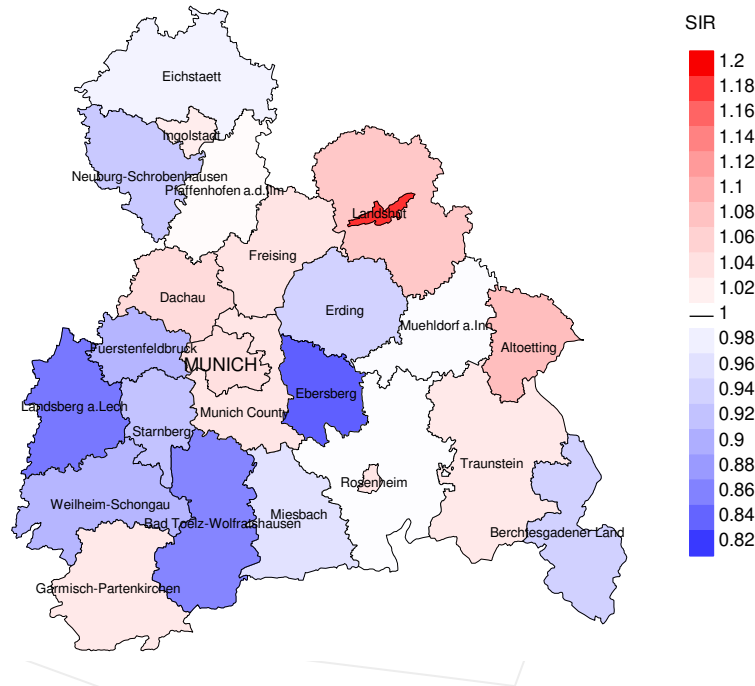 SIR
1.2
1.18
1.16
1.14
1.12
1.1
1.08
1.06
1.04
1.02
1
0.98
0.96
0.94
0.92
0.9
0.88
0.86
0.84
0.82
Eichstaett
Ingolstadt
Neuburg-Schrobenhausen
Pfaffenhofen a.d.Ilm
Landshut
Freising
Dachau
Erding
Muehldorf a.Inn
Fuerstenfeldbruck
Altoetting
MUNICH
Ebersberg
Landsberg a.Lech
Munich County
Starnberg
Traunstein
Rosenheim
Weilheim-Schongau
Miesbach
Bad Toelz-Wolfratshausen
Berchtesgadener Land
Garmisch-Partenkirchen